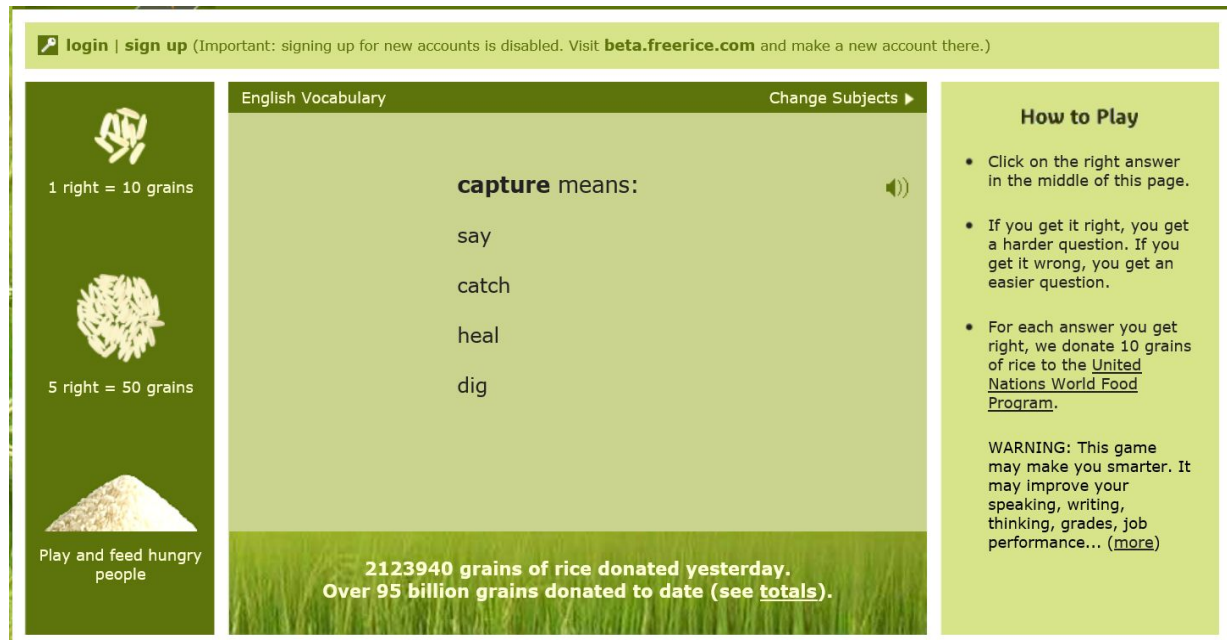 login | sign up (Important: signing up for new accounts is disabled. Visit beta.freerice.com and make a new account there.)
1 right = 10 grains
5 right = 50 grains
Play and feed hungry
people
English Vocabulary
Change Subjects
capture means:
say
catch
heal
dig
2123940 grains of rice donated yesterday.
Over 95 billion grains donated to date (see totals).
How to Play
• Click on the right answer
in the middle of this page.
• If you get it right, you get
a harder question. If you
get it wrong, you get an
easier question.
• For each answer you get
right, we donate 10 grains
of rice to the United
Nations World Food
Program.
WARNING: This game
may make you smarter. It
may improve your
speaking, writing,
thinking, grades, job
performance... (more)